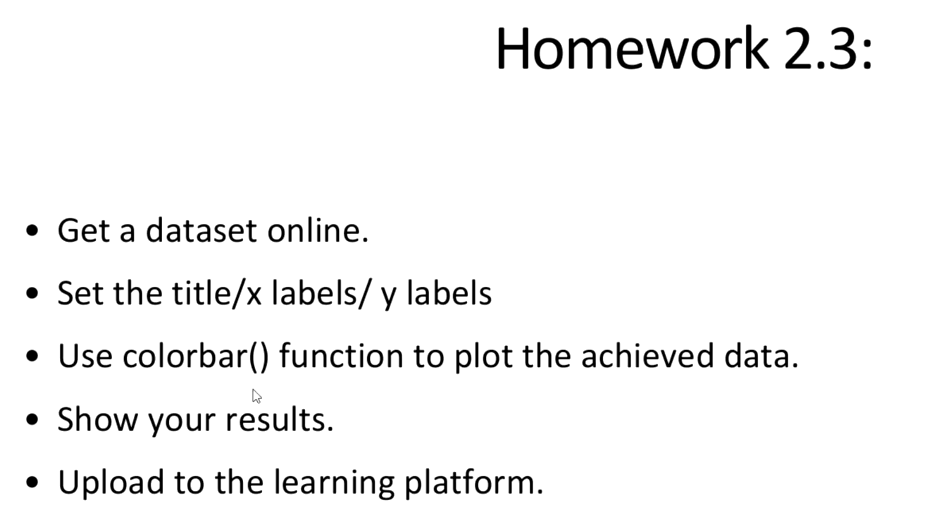 Homework 2.3:
• Get a dataset online.
• Set the title/x labels/ y labels
• Use colorbar() function to plot the achieved data.
• Show your results.
• Upload to the learning platform.